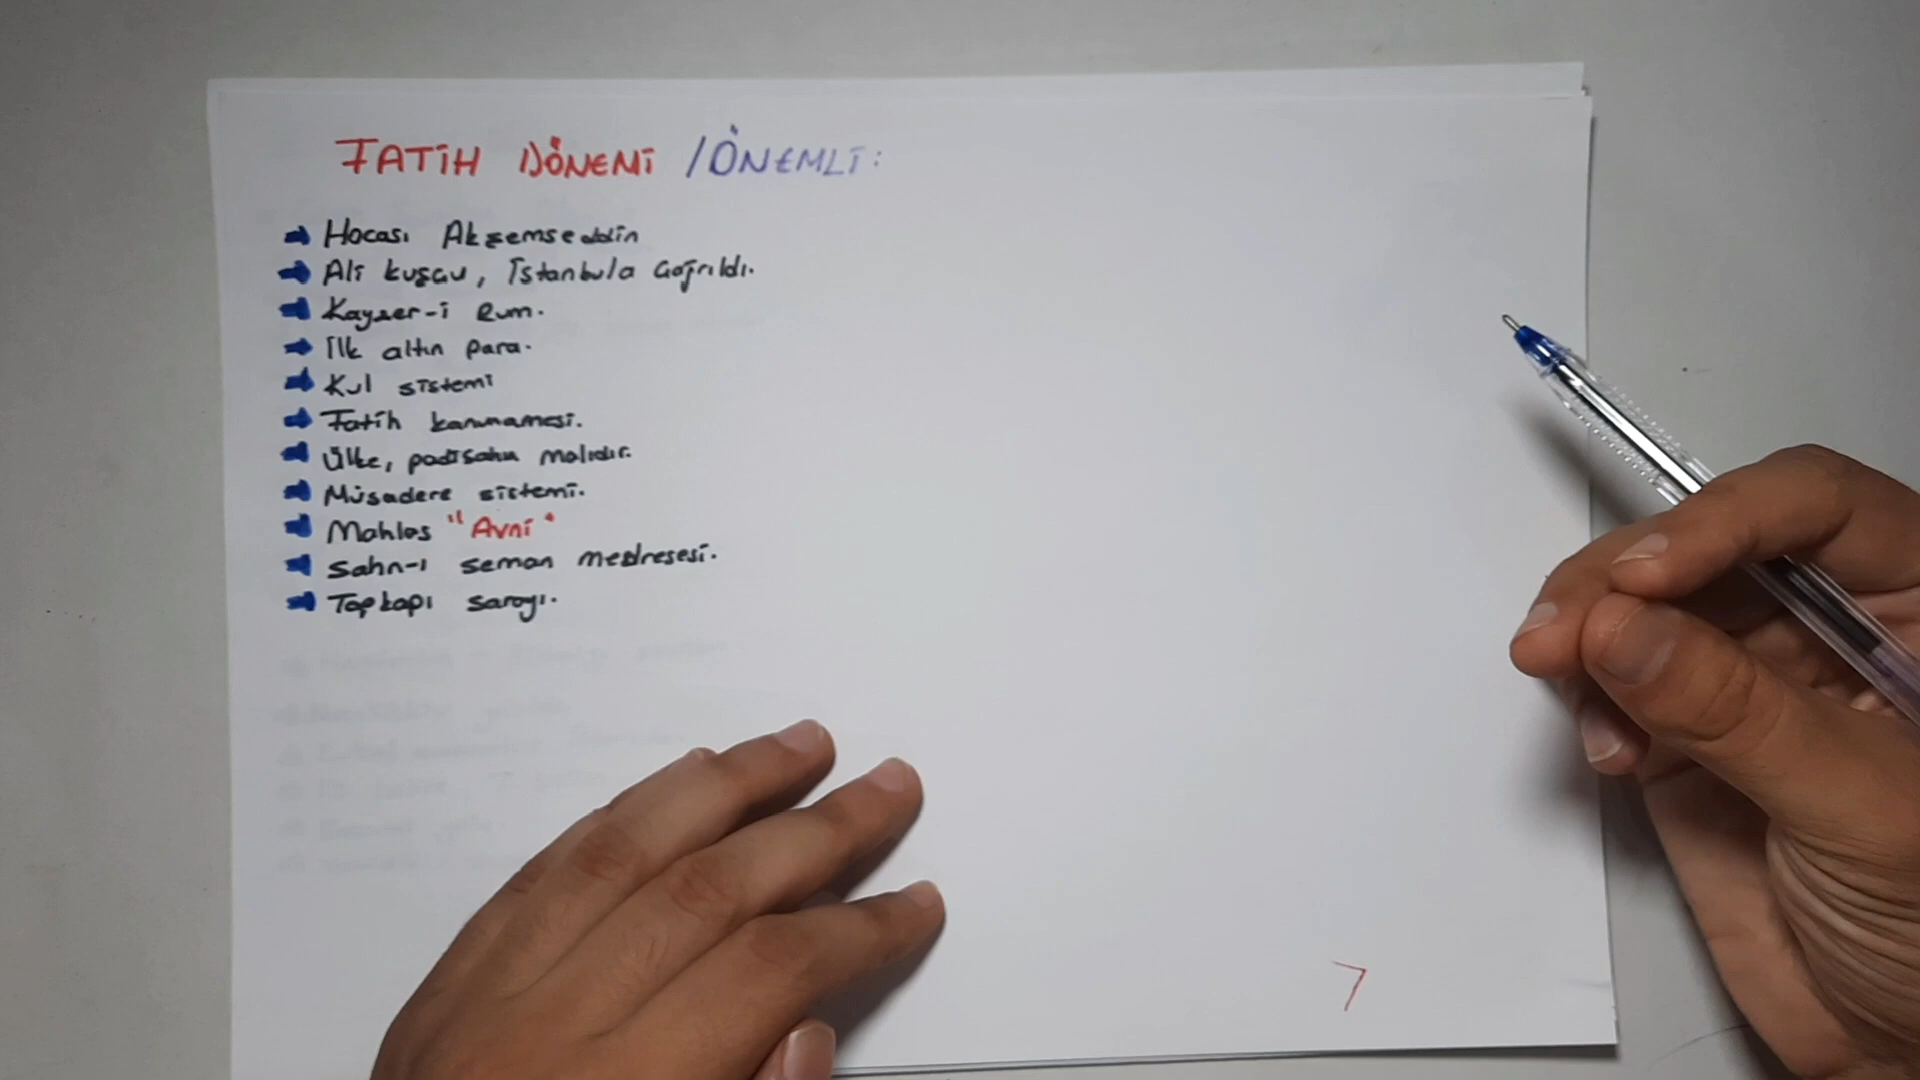 FATİH DÖNEMİ /ÖNEMLİ:
Hocası Akşemseddin
Ali kuşcu, İstanbula çağrıldı.
Kayser-i Rum.
İlk altın para.
Kul sistemi
Fatih kanunnamesi.
Ülke, padişahın malıdır.
Müsadere sistemi.
Mahlas "Avni"
Sahn-ı seman medresesi.
Topkapı sarayı.
7